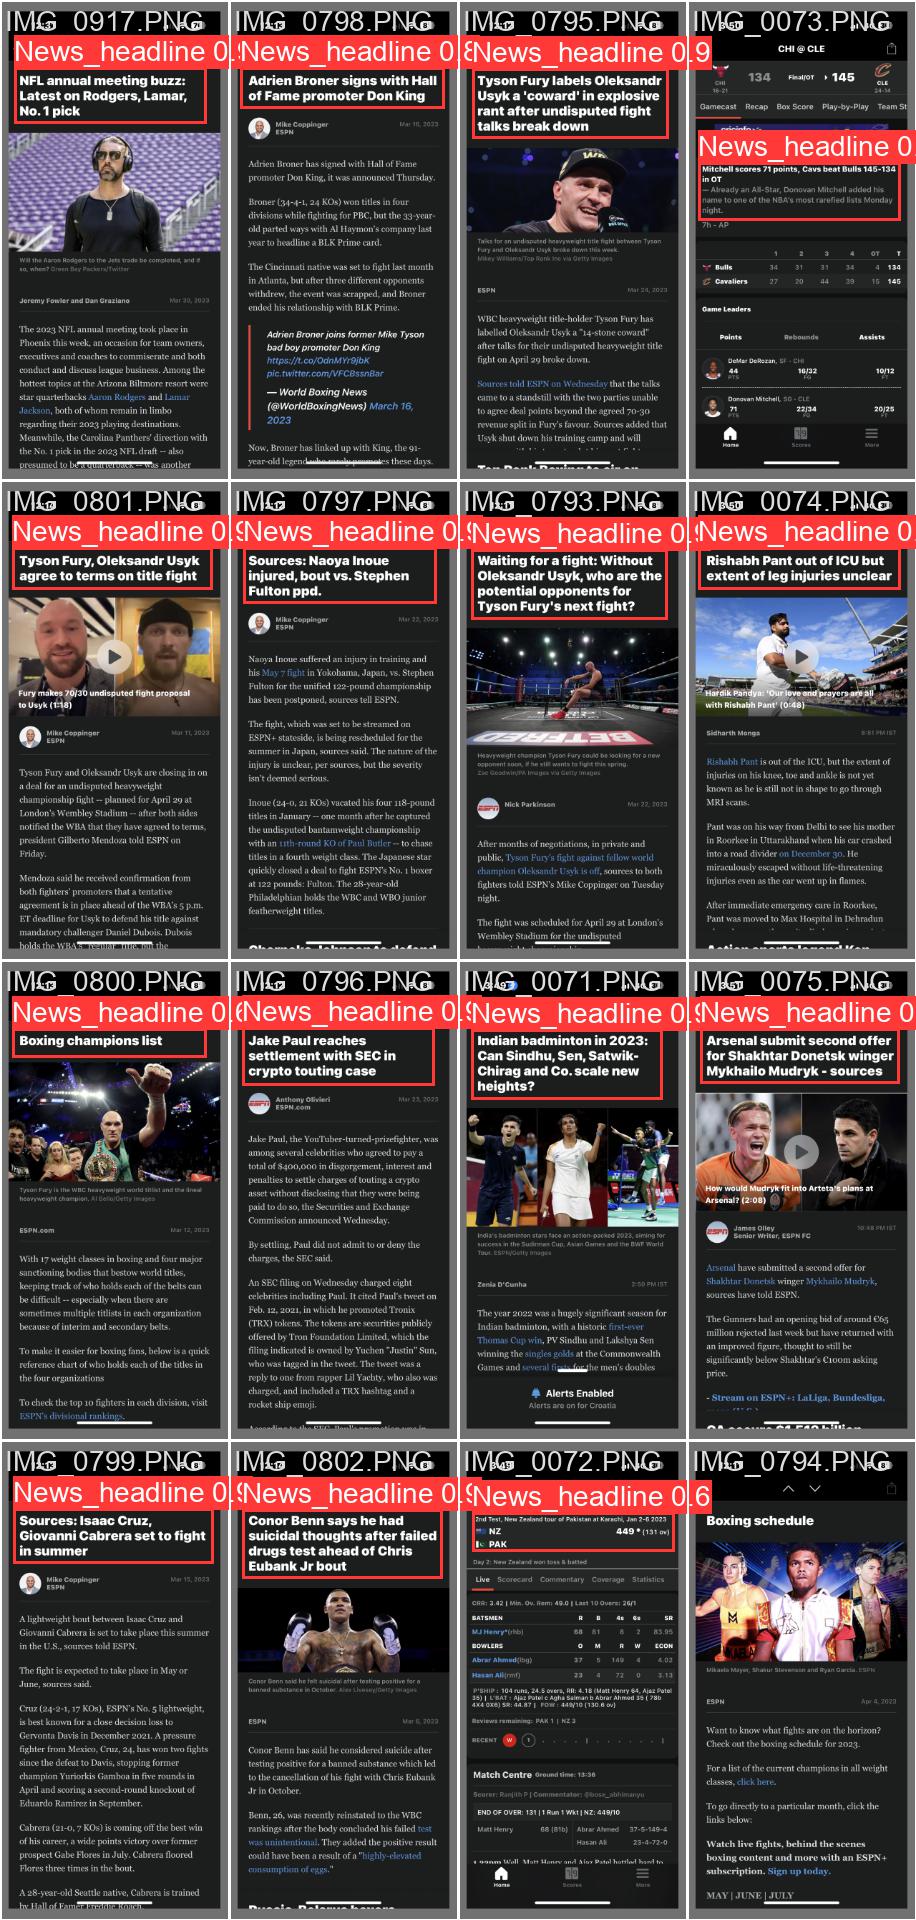 IMG_0917.PNG
News_headline
NFL annual meeting buzz:
Latest on Rodgers, Lamar,
No. 1 pick
Will the Aaron Rodgers to the Jets trade be completed, and if
so, when? Green Bay Packers/Twitter
Jeremy Fowler and Dan Graziano
Mar 30, 2023
The 2023 NFL annual meeting took place in
Phoenix this week, an occasion for team owners,
executives and coaches to commiserate and both
conduct and discuss league business. Among the
hottest topics at the Arizona Biltmore resort were
star quarterbacks Aaron Rodgers and Lamar
Jackson, both of whom remain in limbo
regarding their 2023 playing destinations.
Meanwhile, the Carolina Panthers' direction with
the No. 1 pick in the 2023 NFL draft -- also
presumed to be a quarterback -- was another
IMG_0798.PNG
News_headline 0.
Adrien Broner signs with Hall
of Fame promoter Don King
Mike Coppinger
ESPN
Mar 16, 2023
Adrien Broner has signed with Hall of Fame
promoter Don King, it was announced Thursday.
Broner (34-4-1, 24 KOs) won titles in four
divisions while fighting for PBC, but the 33-year-
old parted ways with Al Haymon's company last
year to headline a BLK Prime card.
The Cincinnati native was set to fight last month
in Atlanta, but after three different opponents
withdrew, the event was scrapped, and Broner
ended his relationship with BLK Prime.
Adrien Broner joins former Mike Tyson
bad boy promoter Don King
https://t.co/OdnMYr9jbK
pic.twitter.com/VFCBssnBar
— World Boxing News
(@WorldBoxingNews) March 16,
2023
Now, Broner has linked up with King, the 91-
year-old legend who rarely promotes these days.
IMG_0795.PNG
News_headline 0.9
Tyson Fury labels Oleksandr
Usyk a 'coward' in explosive
rant after undisputed fight
talks break down
Talks for an undisputed heavyweight title fight between Tyson
Fury and Oleksandr Usyk broke down this week.
Mikey Williams/Top Rank Inc via Getty Images
ESPN
Mar 24, 2023
WBC heavyweight title-holder Tyson Fury has
labelled Oleksandr Usyk a "14-stone coward"
after talks for their undisputed heavyweight title
fight on April 29 broke down.
Sources told ESPN on Wednesday that the talks
came to a standstill with the two parties unable
to agree deal points beyond the agreed 70-30
revenue split in Fury's favour. Sources added that
Usyk shut down his training camp and will
IMG_0073.PNG
CHI @ CLE
CHI
16-21
134
Final/OT
145
CLE
24-14
Gamecast Recap Box Score Play-by-Play Team St
News_headline 0.
Mitchell scores 71 points, Cavs beat Bulls 145-134
in OT
— Already an All-Star, Donovan Mitchell added his
name to one of the NBA's most rarefied lists Monday
night.
7h - AP
1 2 3 4 OT T
Bulls 34 31 31 34 4 134
Cavaliers 27 20 44 39 15 145
Game Leaders
Points Rebounds Assists
DeMar DeRozan, SF - CHI
44 16/32 10/12
PTS FG FT
Donovan Mitchell, SG - CLE
71 22/34 20/25
PTS FG FT
Home Scores More
IMG_0801.PNG
News_headline 0.
Tyson Fury, Oleksandr Usyk
agree to terms on title fight
Fury makes 70/30 undisputed fight proposal
to Usyk (1:18)
Mike Coppinger
ESPN
Mar 11, 2023
Tyson Fury and Oleksandr Usyk are closing in on
a deal for an undisputed heavyweight
championship fight -- planned for April 29 at
London's Wembley Stadium -- after both sides
notified the WBA that they have agreed to terms,
president Gilberto Mendoza told ESPN on
Friday.
Mendoza said he received confirmation from
both fighters' promoters that a tentative
agreement is in place ahead of the WBA's 5 p.m.
ET deadline for Usyk to defend his title against
mandatory challenger Daniel Dubois. Dubois
holds the WBA's "regular" title, but the
IMG_0797.PNG
News_headline 0.
Sources: Naoya Inoue
injured, bout vs. Stephen
Fulton ppd.
Mike Coppinger
ESPN
Mar 22, 2023
Naoya Inoue suffered an injury in training and
his May 7 fight in Yokohama, Japan, vs. Stephen
Fulton for the unified 122-pound championship
has been postponed, sources tell ESPN.
The fight, which was set to be streamed on
ESPN+ stateside, is being rescheduled for the
summer in Japan, sources said. The nature of the
injury is unclear, per sources, but the severity
isn't deemed serious.
Inoue (24-0, 21 KOs) vacated his four 118-pound
titles in January -- one month after he captured
the undisputed bantamweight championship
with an 11th-round KO of Paul Butler -- to chase
titles in a fourth weight class. The Japanese star
quickly closed a deal to fight ESPN's No. 1 boxer
at 122 pounds: Fulton. The 28-year-old
Philadelphian holds the WBC and WBO junior
featherweight titles.
IMG_0793.PNG
News_headline 0.
Waiting for a fight: Without
Oleksandr Usyk, who are the
potential opponents for
Tyson Fury's next fight?
BETFRED
Heavyweight champion Tyson Fury could be looking for a new
opponent soon, if he still wants to fight this spring.
Zac Goodwin/PA Images via Getty Images
Nick Parkinson
Mar 22, 2023
After months of negotiations, in private and
public, Tyson Fury's fight against fellow world
champion Oleksandr Usyk is off, sources to both
fighters told ESPN's Mike Coppinger on Tuesday
night.
The fight was scheduled for April 29 at London's
Wembley Stadium for the undisputed
IMG_0074.PNG
News_headline 0.
Rishabh Pant out of ICU but
extent of leg injuries unclear
Hardik Pandya: 'Our love and prayers are all
with Rishabh Pant' (0:48)
Sidharth Monga
8:51 PM IST
Rishabh Pant is out of the ICU, but the extent of
injuries on his knee, toe and ankle is not yet
known as he is still not in shape to go through
MRI scans.
Pant was on his way from Delhi to see his mother
in Roorkee in Uttarakhand when his car crashed
into a road divider on December 30. He
miraculously escaped without life-threatening
injuries even as the car went up in flames.
After immediate emergency care in Roorkee,
Pant was moved to Max Hospital in Dehradun
IMG_0800.PNG
News_headline 0.
Boxing champions list
Tyson Fury is the WBC heavyweight world titlist and the lineal
heavyweight champion. Al Bello/Getty Images
ESPN.com
Mar 12, 2023
With 17 weight classes in boxing and four major
sanctioning bodies that bestow world titles,
keeping track of who holds each of the belts can
be difficult -- especially when there are
sometimes multiple titlists in each organization
because of interim and secondary belts.
To make it easier for boxing fans, below is a quick
reference chart of who holds each of the titles in
the four organizations
To check the top 10 fighters in each division, visit
ESPN's divisional rankings.
IMG_0796.PNG
News_headline 0.
Jake Paul reaches
settlement with SEC in
crypto touting case
Anthony Olivieri
ESPN.com
Mar 23, 2023
Jake Paul, the YouTuber-turned-prizefighter, was
among several celebrities who agreed to pay a
total of $400,000 in disgorgement, interest and
penalties to settle charges of touting a crypto
asset without disclosing that they were being
paid to do so, the Securities and Exchange
Commission announced Wednesday.
By settling, Paul did not admit to or deny the
charges, the SEC said.
An SEC filing on Wednesday charged eight
celebrities including Paul. It cited Paul's tweet on
Feb. 12, 2021, in which he promoted Tronix
(TRX) tokens. The tokens are securities publicly
offered by Tron Foundation Limited, which the
filing indicated is owned by Yuchen "Justin" Sun,
who was tagged in the tweet. The tweet was a
reply to one from rapper Lil Yachty, who also was
charged, and included a TRX hashtag and a
rocket ship emoji.
IMG_0071.PNG
News_headline 0.
Indian badminton in 2023:
Can Sindhu, Sen, Satwik-
Chirag and Co. scale new
heights?
India's badminton stars face an action-packed 2023, aiming for
success in the Sudirman Cup, Asian Games and the BWF World
Tour. ESPN/Getty Images
Zenia D'Cunha
2:50 PM IST
The year 2022 was a hugely significant season for
Indian badminton, with a historic first-ever
Thomas Cup win, PV Sindhu and Lakshya Sen
winning the singles golds at the Commonwealth
Games and several firsts for the men's doubles
Alerts Enabled
Alerts are on for Croatia
IMG_0075.PNG
News_headline 0.
Arsenal submit second offer
for Shakhtar Donetsk winger
Mykhailo Mudryk - sources
How would Mudryk fit into Arteta's plans at
Arsenal? (2:08)
James Olley
Senior Writer, ESPN FC
10:48 PM IST
Arsenal have submitted a second offer for
Shakhtar Donetsk winger Mykhailo Mudryk,
sources have told ESPN.
The Gunners had an opening bid of around €65
million rejected last week but have returned with
an improved figure, thought to still be
significantly below Shakhtar's €100m asking
price.
- Stream on ESPN+: LaLiga, Bundesliga,
IMG_0799.PNG
News_headline 0.
Sources: Isaac Cruz,
Giovanni Cabrera set to fight
in summer
Mike Coppinger
ESPN
Mar 15, 2023
A lightweight bout between Isaac Cruz and
Giovanni Cabrera is set to take place this summer
in the U.S., sources told ESPN.
The fight is expected to take place in May or
June, sources said.
Cruz (24-2-1, 17 KOs), ESPN's No. 5 lightweight,
is best known for a close decision loss to
Gervonta Davis in December 2021. A pressure
fighter from Mexico, Cruz, 24, has won two fights
since the defeat to Davis, stopping former
champion Yuriorkis Gamboa in five rounds in
April and scoring a second-round knockout of
Eduardo Ramirez in September.
Cabrera (21-0, 7 KOs) is coming off the best win
of his career, a wide points victory over former
prospect Gabe Flores in July. Cabrera floored
Flores three times in the bout.
A 28-year-old Seattle native, Cabrera is trained
by Hall of Famer Freddie Roach.
IMG_0802.PNG
News_headline 0.
Conor Benn says he had
suicidal thoughts after failed
drugs test ahead of Chris
Eubank Jr bout
Conor Benn said he felt suicidal after testing positive for a
banned substance in October. Alex Livesey/Getty Images
ESPN
Mar 6, 2023
Conor Benn has said he considered suicide after
testing positive for a banned substance which led
to the cancellation of his fight with Chris Eubank
Jr in October.
Benn, 26, was recently reinstated to the WBC
rankings after the body concluded his failed test
was unintentional. They added the positive result
could have been a result of a "highly-elevated
consumption of eggs."
IMG_0072.PNG
News_headline 0.6
2nd Test, New Zealand tour of Pakistan at Karachi, Jan 2-6 2023
NZ 449 * (131 ov)
PAK
Day 2: New Zealand won toss & batted
Live Scorecard Commentary Coverage Statistics
CRR: 3.42 | Min. Ov. Rem: 49.0 | Last 10 Overs: 26/1
BATSMEN R B 4s 6s SR
MJ Henry*(rhb) 68 81 8 2 83.95
BOWLERS O M R W ECON
Abrar Ahmed(lbg) 37 5 149 4 4.02
Hasan Ali(rmf) 23 4 72 0 3.13
P'SHIP : 104 runs, 24.5 overs, RR: 4.18 (Matt Henry 64, Ajaz Patel
35) | L'BAT : Ajaz Patel c Agha Salman b Abrar Ahmed 35 ( 78b
4X4 0X6) SR: 44.87 | FOW : 449/10 (130.6 ov)
Reviews remaining: PAK 1 | NZ 3
RECENT W 1
Match Centre Ground time: 13:36
Scorer: Ranjith P | Commentator: @bose_abhimanyu
END OF OVER: 131 | 1 Run 1 Wkt | NZ: 449/10
Matt Henry 68 (81b)
Abrar Ahmed 37-5-149-4
Hasan Ali 23-4-72-0
Home Scores More
IMG_0794.PNG
Boxing schedule
Mikaela Mayer, Shakur Stevenson and Ryan Garcia. ESPN
ESPN
Apr 4, 2023
Want to know what fights are on the horizon?
Check out the boxing schedule for 2023.
For a list of the current champions in all weight
classes, click here.
To go directly to a particular month, click the
links below:
Watch live fights, behind the scenes
boxing content and more with an ESPN+
subscription. Sign up today.
MAY | JUNE | JULY